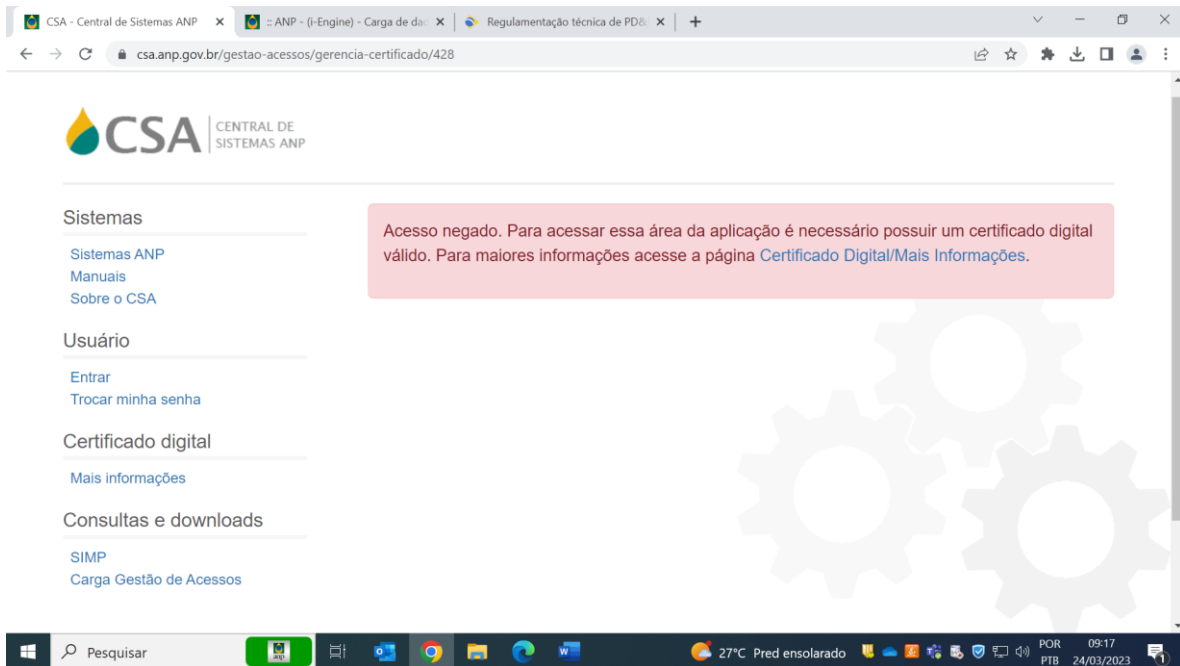 CSA - Central de Sistemas ANP
:: ANP - (i-Engine) - Carga de dad
Regulamentação técnica de PD&
csa.anp.gov.br/gestao-acessos/gerencia-certificado/428
CSA
CENTRAL DE
SISTEMAS ANP
Sistemas
Sistemas ANP
Manuais
Sobre o CSA
Acesso negado. Para acessar essa área da aplicação é necessário possuir um certificado digital
válido. Para maiores informações acesse a página Certificado Digital/Mais Informações.
Usuário
Entrar
Trocar minha senha
Certificado digital
Mais informações
Consultas e downloads
SIMP
Carga Gestão de Acessos
Pesquisar
anp
27°C Pred ensolarado
POR
PTB
09:17
24/03/2023
1